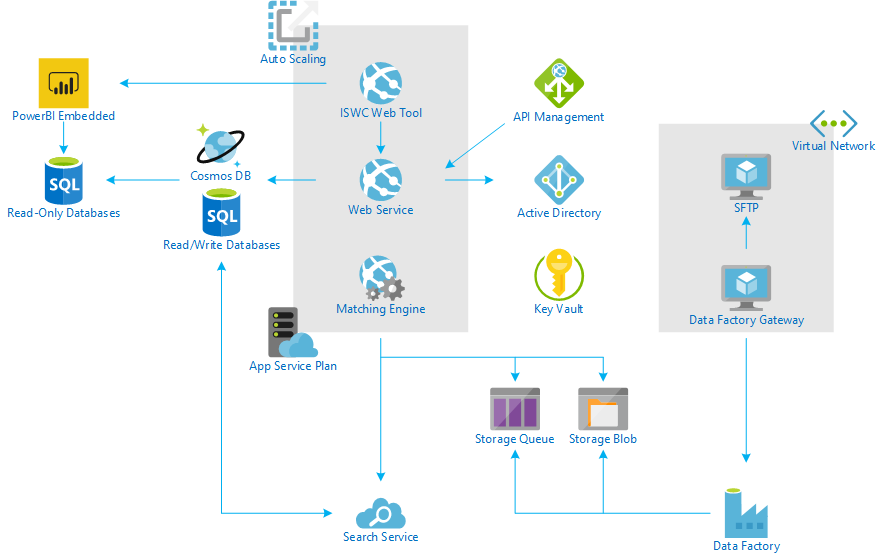 Auto Scaling
PowerBI Embedded
ISWC Web Tool
API Management
Virtual Network
Cosmos DB
SQL
Read-Only Databases
Web Service
Active Directory
SFTP
SQL
Read/Write Databases
Matching Engine
Key Vault
Data Factory Gateway
App Service Plan
Storage Queue
Storage Blob
Search Service
Data Factory